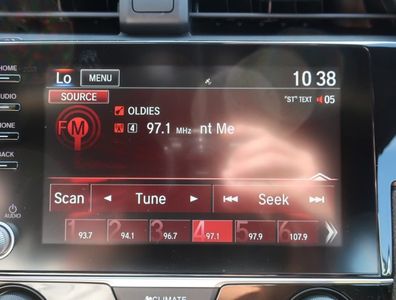 HOME
AUDIO
PHONE
BACK
AUDIO
Lo MENU 10 38
SOURCE "ST" TEXT 05
OLDIES
FM W 4 97.1 MHz nt Me
Scan Tune Seek
1 2 3 4 5 6
93.7 94.1 96.7 97.1 97.9 107.9
CLIMATE